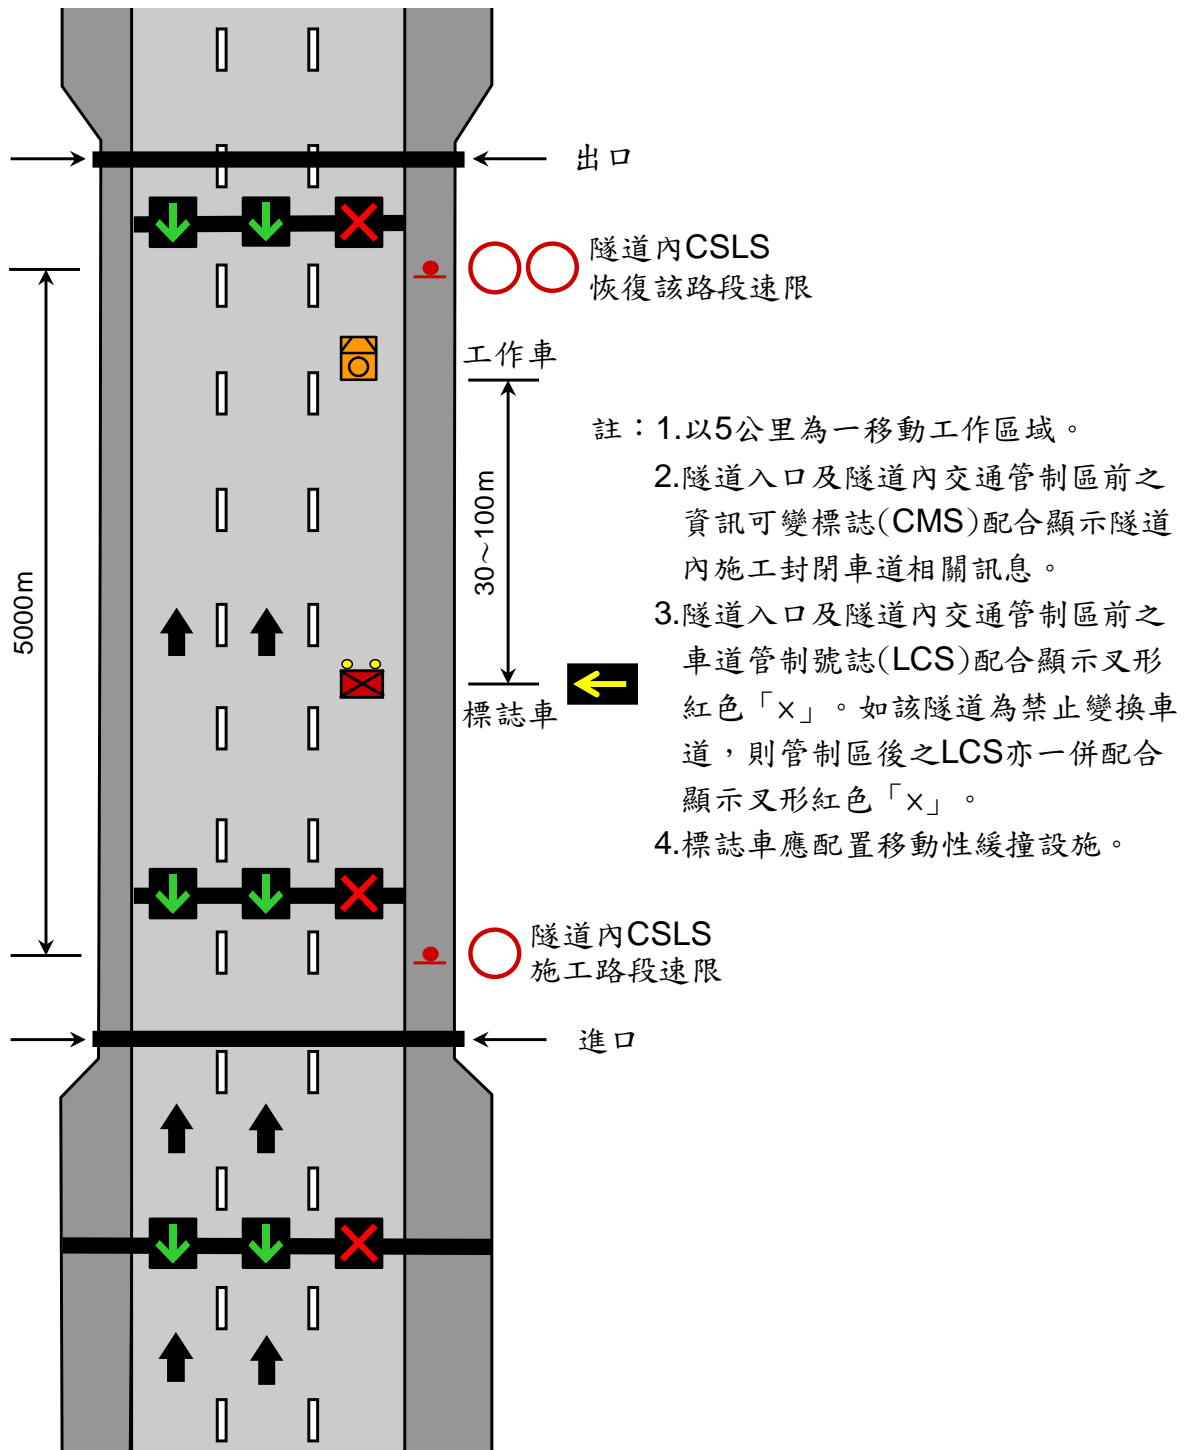 出口
隧道內CSLS
恢復該路段速限
工作車
30～100m
5000m
標誌車
註：1.以5公里為一移動工作區域。
2.隧道入口及隧道內交通管制區前之
資訊可變標誌(CMS)配合顯示隧道
內施工封閉車道相關訊息。
3.隧道入口及隧道內交通管制區前之
車道管制號誌(LCS)配合顯示叉形
紅色「×」。如該隧道為禁止變換車
道，則管制區後之LCS亦一併配合
顯示叉形紅色「×」。
4.標誌車應配置移動性緩撞設施。
隧道內CSLS
施工路段速限
進口